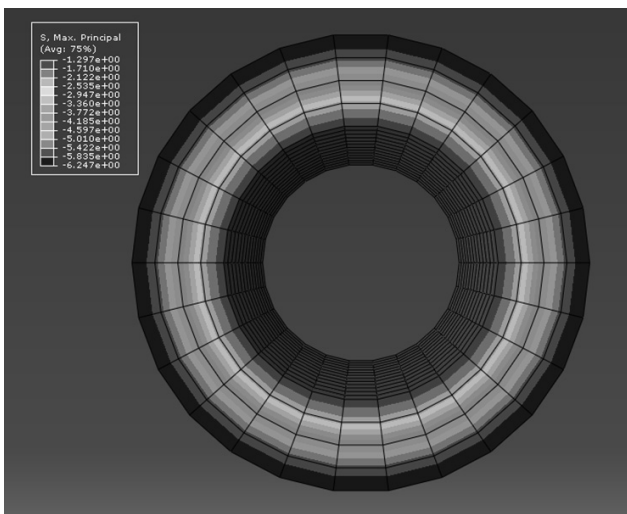 S, Max. Principal
(Avg: 75%)
-1.297e+00
-1.710e+00
-2.122e+00
-2.535e+00
-2.947e+00
-3.360e+00
-3.772e+00
-4.185e+00
-4.597e+00
-5.010e+00
-5.422e+00
-5.835e+00
-6.247e+00